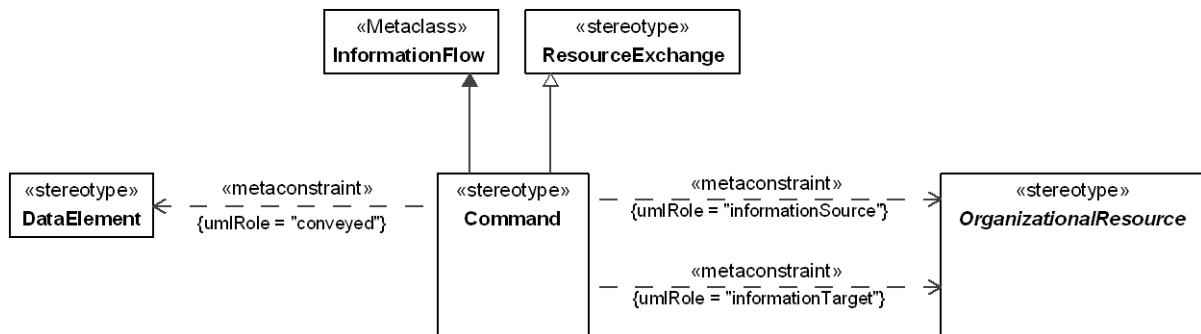 «Metaclass»
InformationFlow
«stereotype»
ResourceExchange
«stereotype»
DataElement
«metaconstraint»
{umlRole = "conveyed"}
«stereotype»
Command
«metaconstraint»
{umlRole = "informationSource"}
«metaconstraint»
{umlRole = "informationTarget"}
«stereotype»
OrganizationalResource